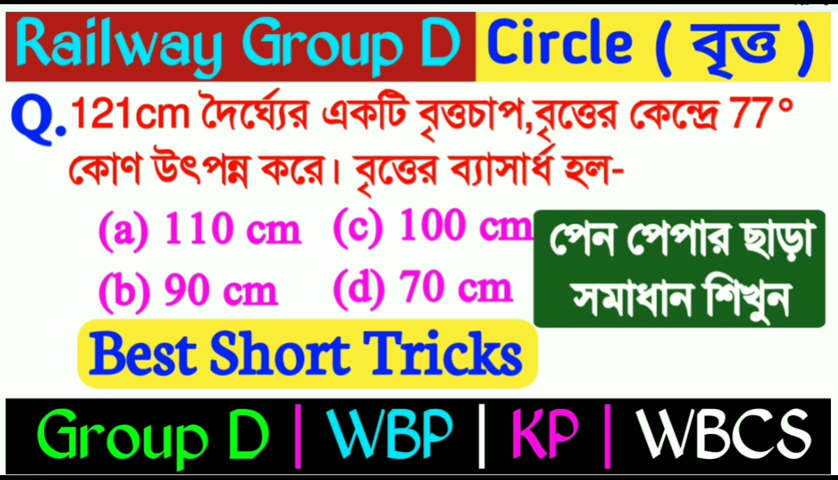 Railway Group D Circle ( বৃত্ত )
Q. 121cm দৈর্ঘ্যের একটি বৃত্তচাপ,বৃত্তের কেন্দ্রে 77°
কোণ উৎপন্ন করে। বৃত্তের ব্যাসার্ধ হল-
(a) 110 cm (c) 100 cm
(b) 90 cm (d) 70 cm
পেন পেপার ছাড়া
সমাধান শিখুন
Best Short Tricks
Group D | WBP | KP | WBCS